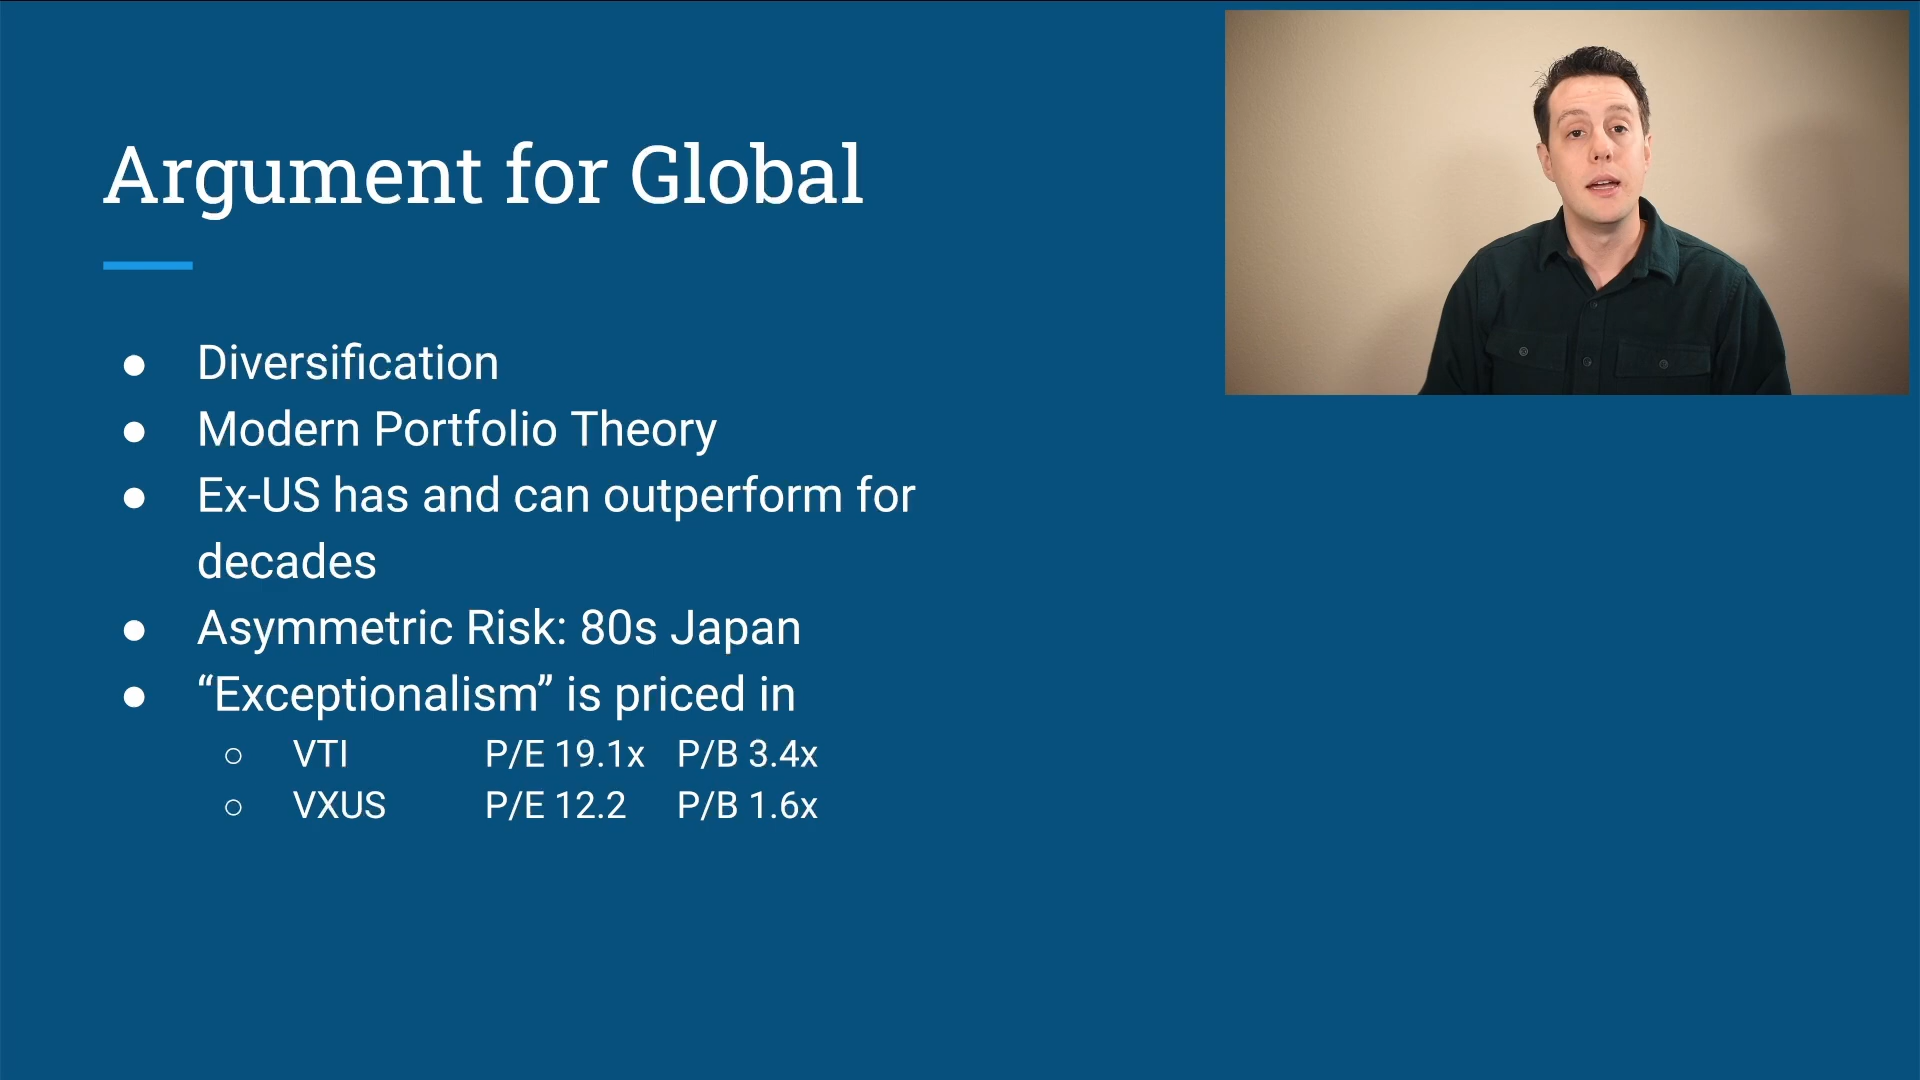 Argument for Global
● Diversification
● Modern Portfolio Theory
● Ex-US has and can outperform for
decades
● Asymmetric Risk: 80s Japan
● “Exceptionalism” is priced in
○ VTI P/E 19.1x P/B 3.4x
○ VXUS P/E 12.2 P/B 1.6x